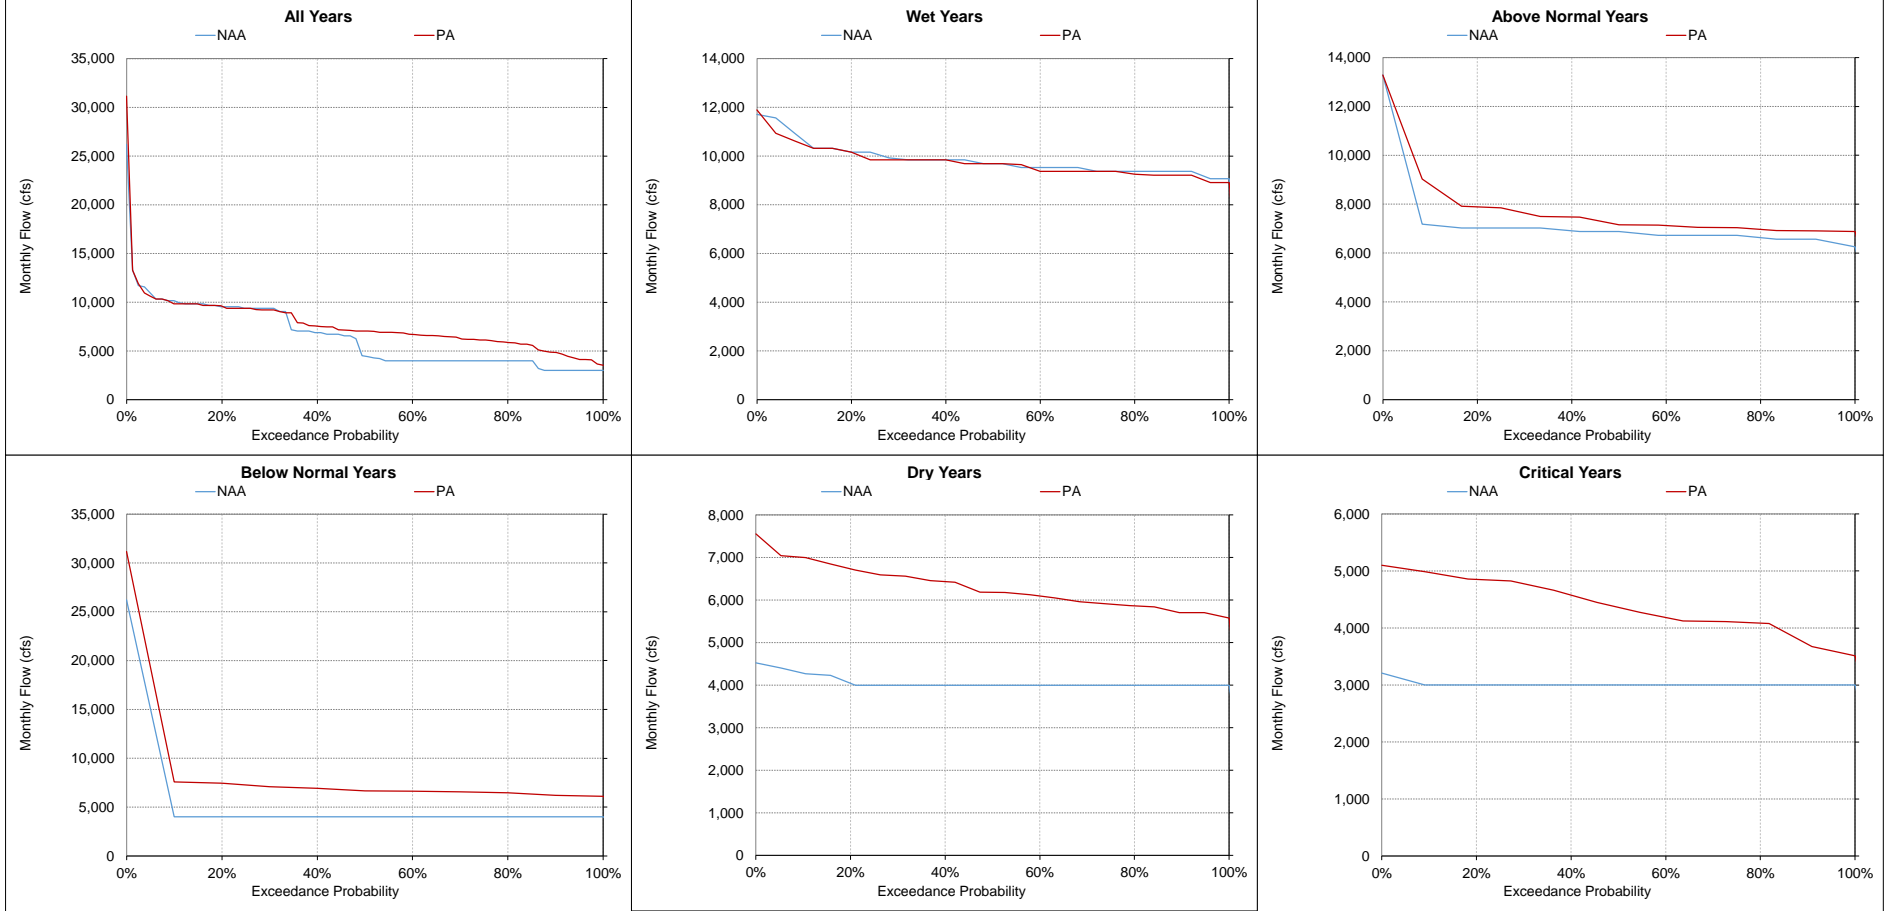 All Years
NAA PA
35,000
30,000
25,000
20,000
15,000
10,000
5,000
0
Monthly Flow (cfs)
0% 20% 40% 60% 80% 100%
Exceedance Probability
Wet Years
NAA PA
14,000
12,000
10,000
8,000
6,000
4,000
2,000
0
Monthly Flow (cfs)
0% 20% 40% 60% 80% 100%
Exceedance Probability
Above Normal Years
NAA PA
14,000
12,000
10,000
8,000
6,000
4,000
2,000
0
Monthly Flow (cfs)
0% 20% 40% 60% 80% 100%
Exceedance Probability
Below Normal Years
NAA PA
35,000
30,000
25,000
20,000
15,000
10,000
5,000
0
Monthly Flow (cfs)
0% 20% 40% 60% 80% 100%
Exceedance Probability
Dry Years
NAA PA
8,000
7,000
6,000
5,000
4,000
3,000
2,000
1,000
0
Monthly Flow (cfs)
0% 20% 40% 60% 80% 100%
Exceedance Probability
Critical Years
NAA PA
6,000
5,000
4,000
3,000
2,000
1,000
0
Monthly Flow (cfs)
0% 20% 40% 60% 80% 100%
Exceedance Probability